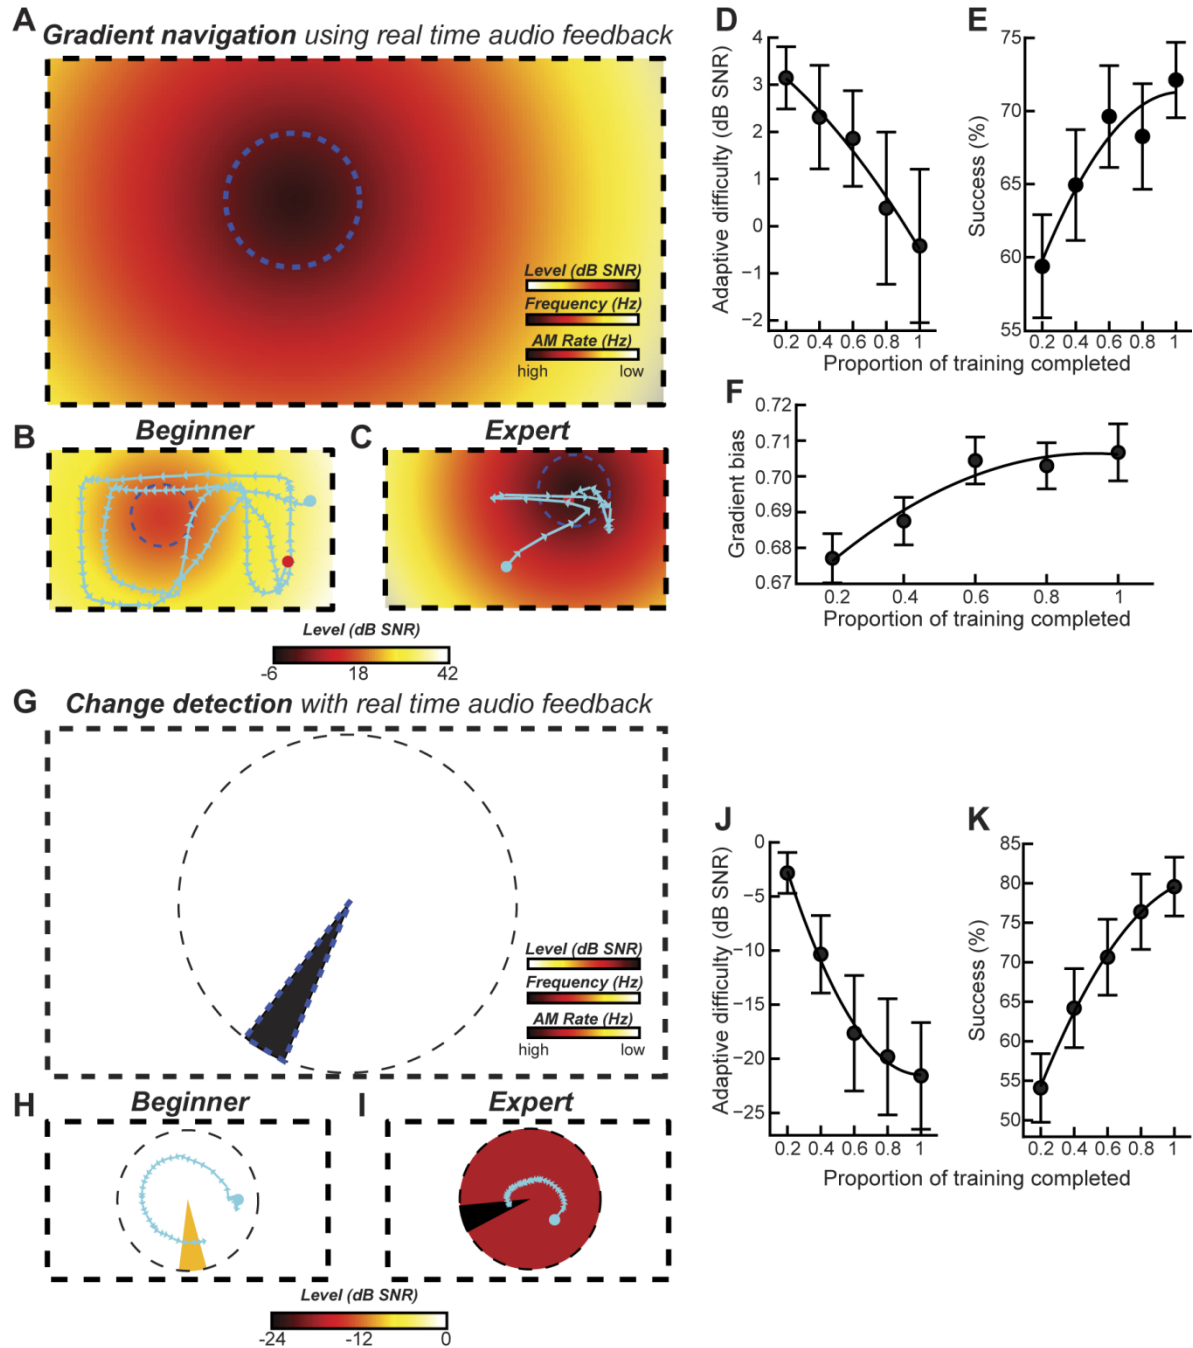 A
Gradient navigation using real time audio feedback
Level (dB SNR)
Frequency (Hz)
AM Rate (Hz)
high low
B
Beginner
C
Expert
Level (dB SNR)
-6 18 42
D
Adaptive difficulty (dB SNR)
4
3
2
1
0
−1
−2
0.2 0.4 0.6 0.8 1
E
Success (%)
75
70
65
60
55
0.2 0.4 0.6 0.8 1
Proportion of training completed
F
Gradient bias
0.72
0.71
0.70
0.69
0.68
0.67
0.2 0.4 0.6 0.8 1
Proportion of training completed
G
Change detection with real time audio feedback
Level (dB SNR)
Frequency (Hz)
AM Rate (Hz)
high low
H
Beginner
I
Expert
Level (dB SNR)
-24 -12 0
J
Adaptive difficulty (dB SNR)
0
−5
−10
−15
−20
−25
0.2 0.4 0.6 0.8 1
K
Success (%)
85
80
75
70
65
60
55
50
0.2 0.4 0.6 0.8 1
Proportion of training completed